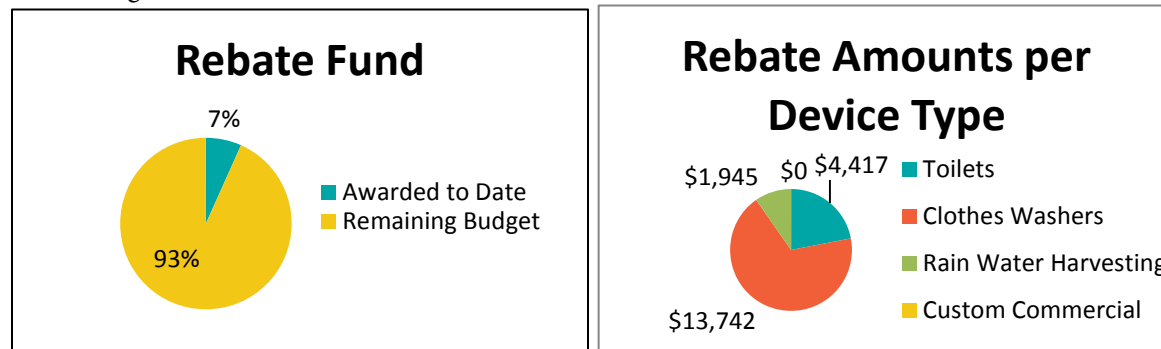 Rebate Fund
7%
93%
Awarded to Date
Remaining Budget
Rebate Amounts per
Device Type
$1,945
$0
$4,417
$13,742
Toilets
Clothes Washers
Rain Water Harvesting
Custom Commercial